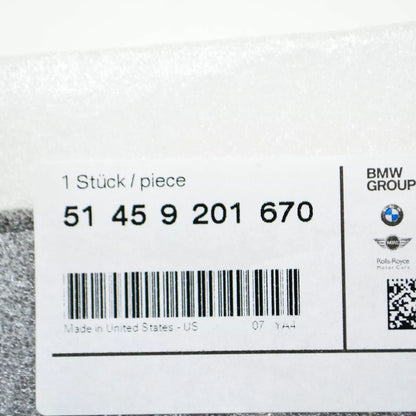 1 Stück / piece
51 45 9 201 670
Made in United States - US 07 YA4
BMW
GROUP
Rolls-Royce
Motor Cars